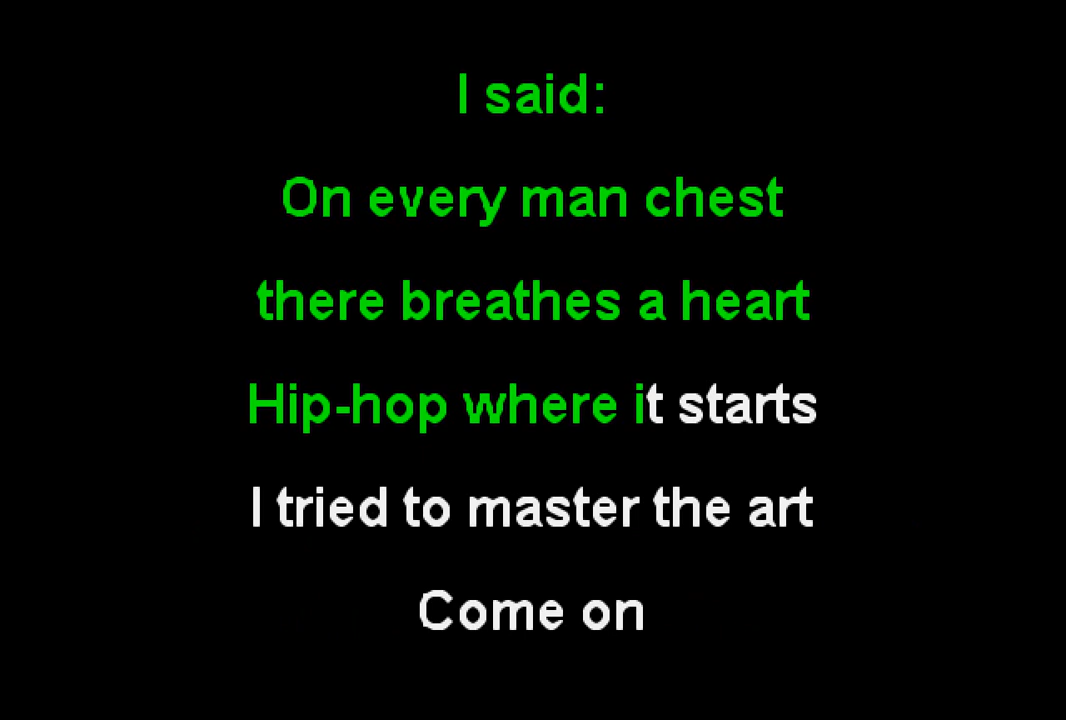 I said:
On every man chest
there breathes a heart
Hip-hop where it starts
I tried to master the art
Come on